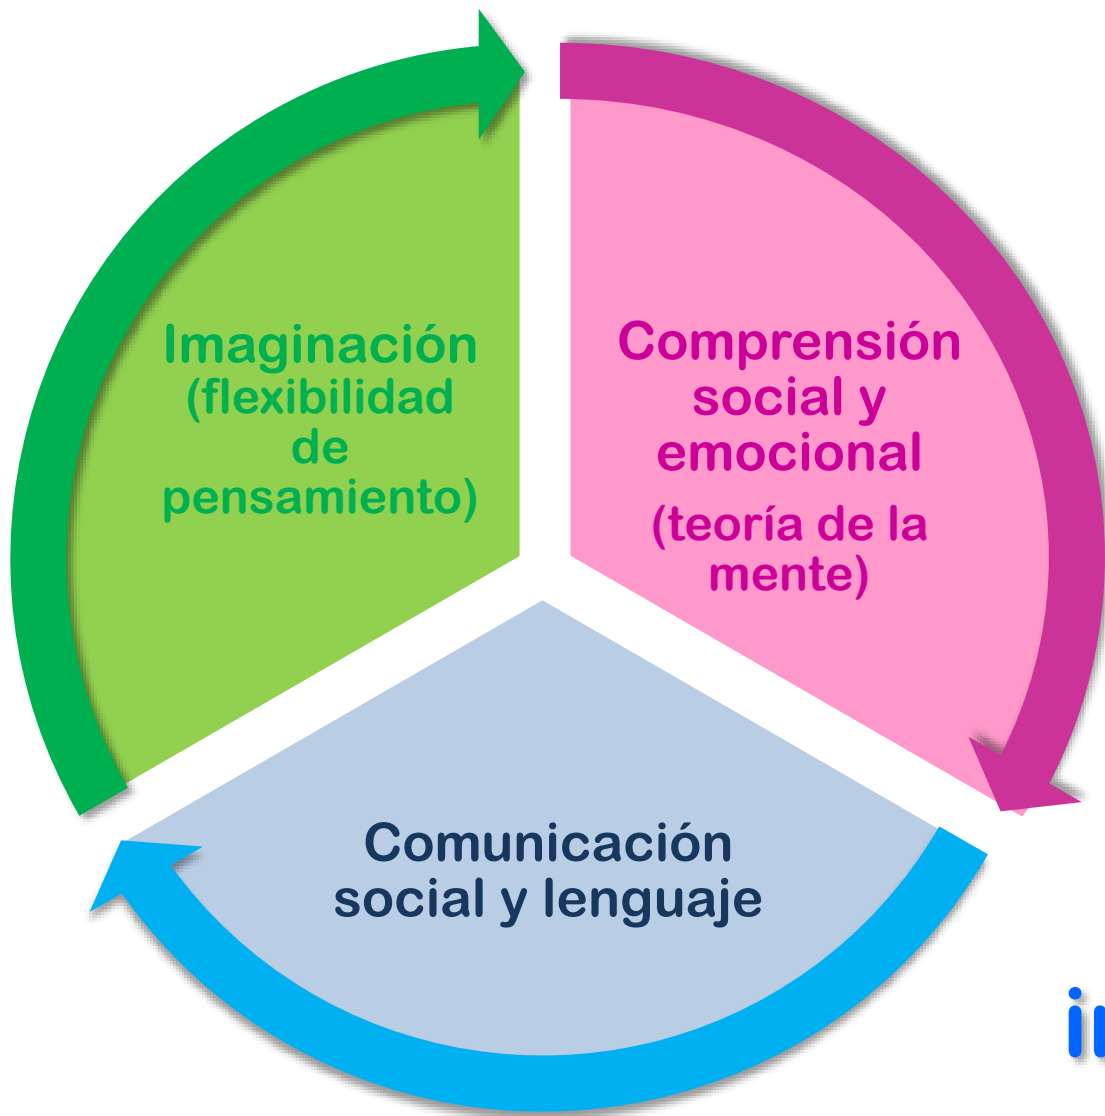 Imaginación
(flexibilidad
de
pensamiento)
Comprensión
social y
emocional
(teoría de la
mente)
Comunicación
social y lenguaje